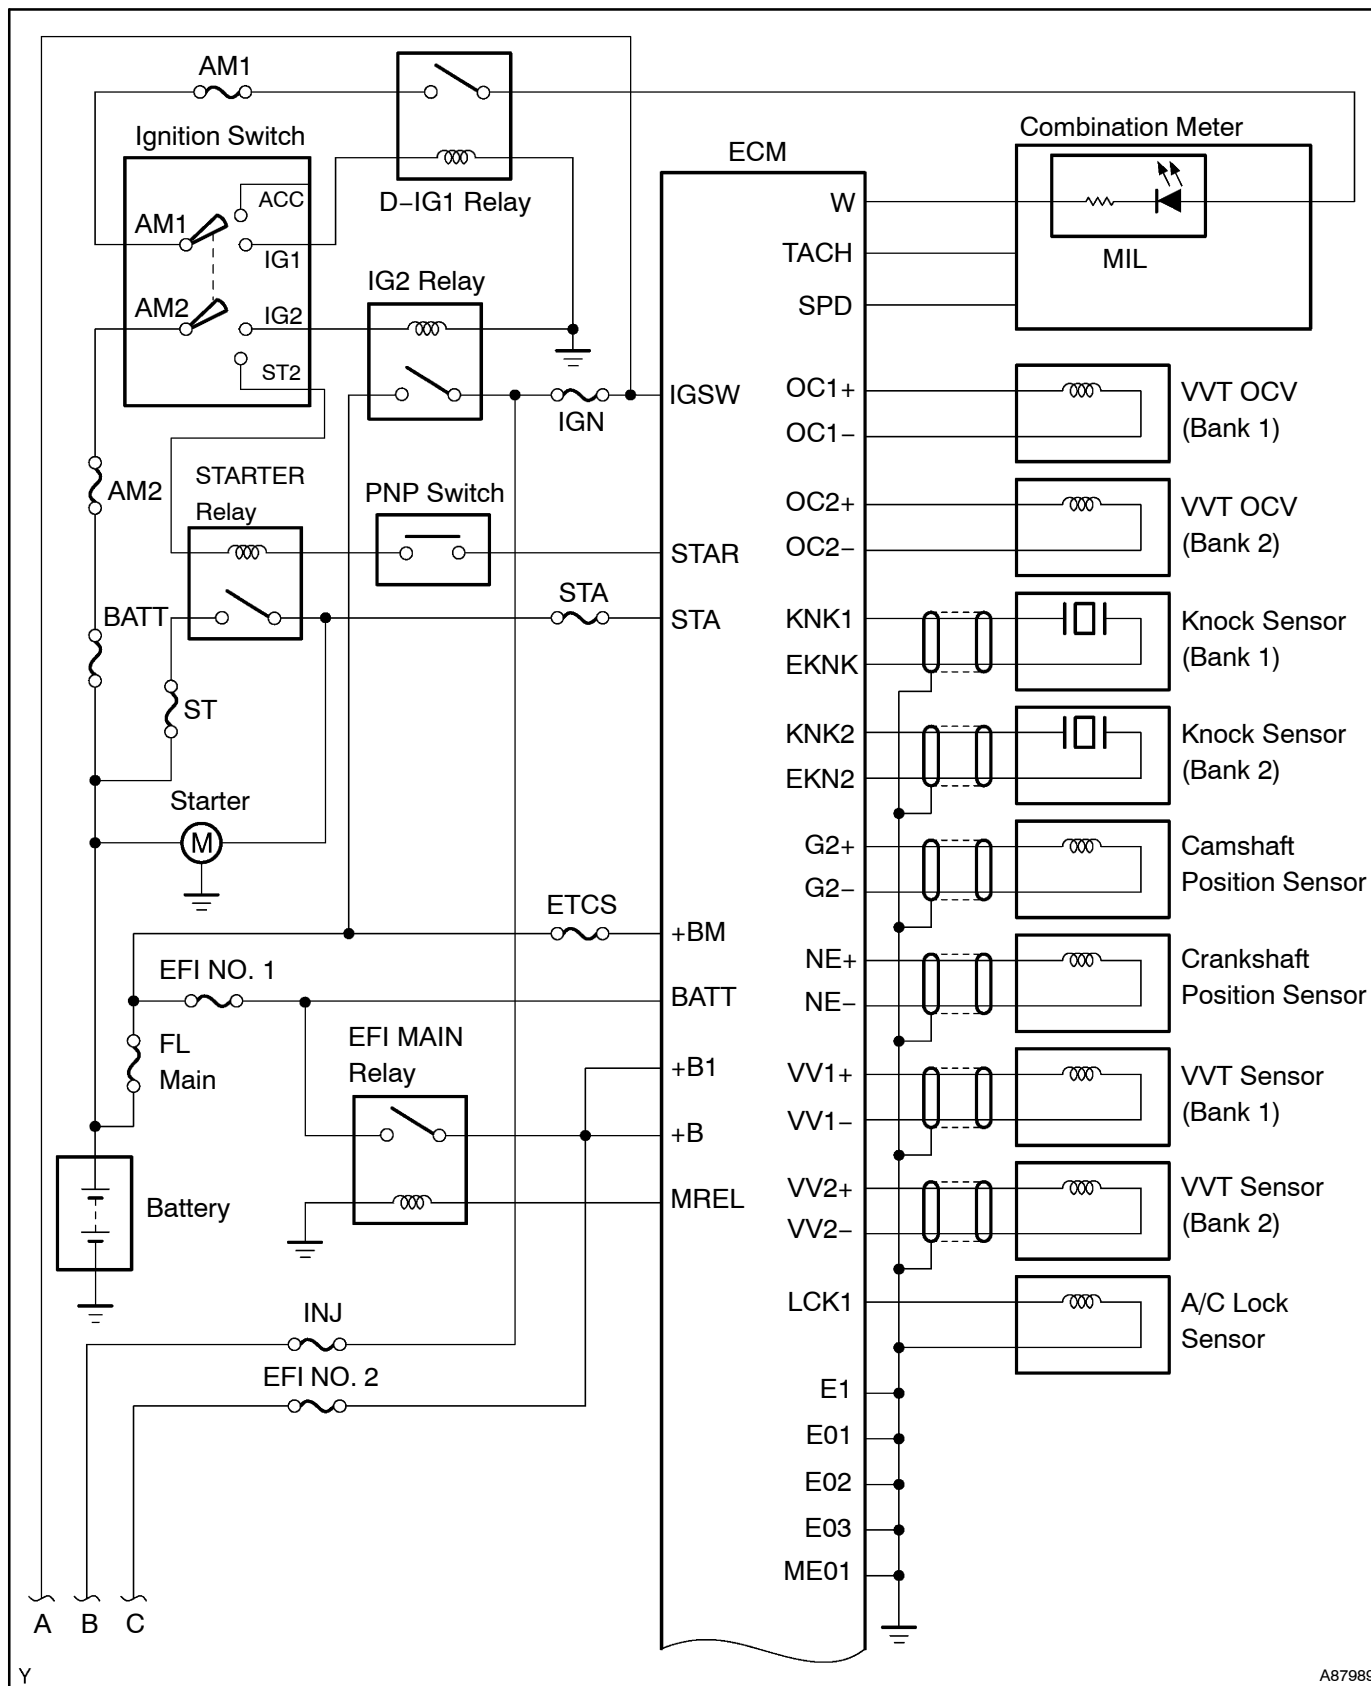 AM1
Ignition Switch
ACC
AM1
IG1
AM2
IG2
ST2
D−IG1 Relay
IG2 Relay
IGN
AM2
STARTER
Relay
PNP Switch
BATT
ST
STA
Starter
M
ETCS
EFI NO. 1
FL
Main
EFI MAIN
Relay
Battery
INJ
EFI NO. 2
A
B
C
ECM
IGSW
STAR
STA
+BM
BATT
+B1
+B
MREL
W
TACH
SPD
OC1+
OC1−
OC2+
OC2−
KNK1
EKNK
KNK2
EKN2
G2+
G2−
NE+
NE−
VV1+
VV1−
VV2+
VV2−
LCK1
E1
E01
E02
E03
ME01
Combination Meter
MIL
VVT OCV
(Bank 1)
VVT OCV
(Bank 2)
Knock Sensor
(Bank 1)
Knock Sensor
(Bank 2)
Camshaft
Position Sensor
Crankshaft
Position Sensor
VVT Sensor
(Bank 1)
VVT Sensor
(Bank 2)
A/C Lock
Sensor
Y
A87989